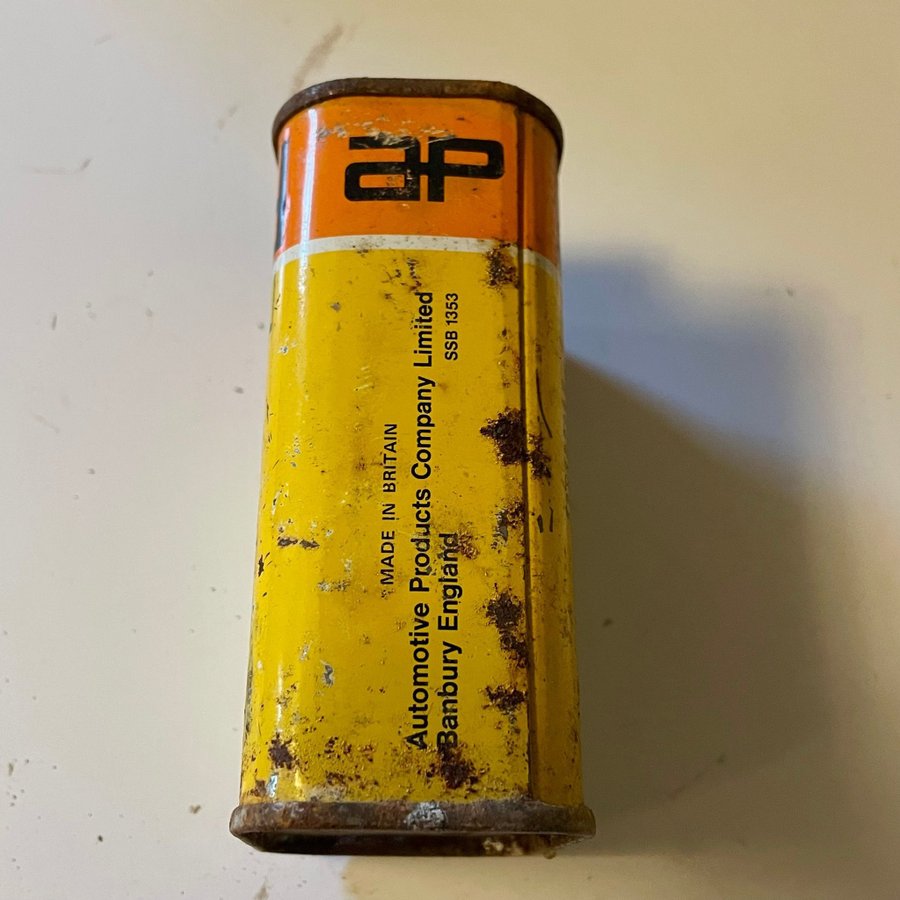 ap
MADE IN BRITAIN
Automotive Products Company Limited
Banbury England
SSB 1353